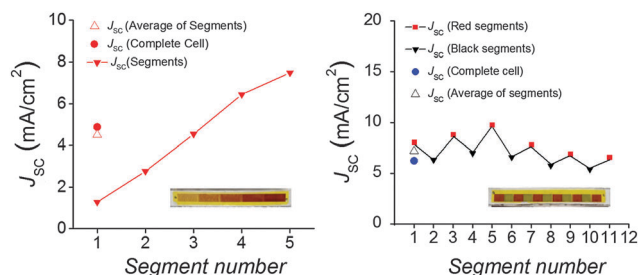 8
6
4
2
0
J_SC (mA/cm²)
J_SC (Average of Segments)
J_SC (Complete Cell)
J_SC (Segments)
1 2 3 4 5
Segment number
20
15
10
5
0
J_SC (mA/cm²)
J_SC (Red segments)
J_SC (Black segments)
J_SC (Complete cell)
J_SC (Average of segments)
1 2 3 4 5 6 7 8 9 10 11 12
Segment number